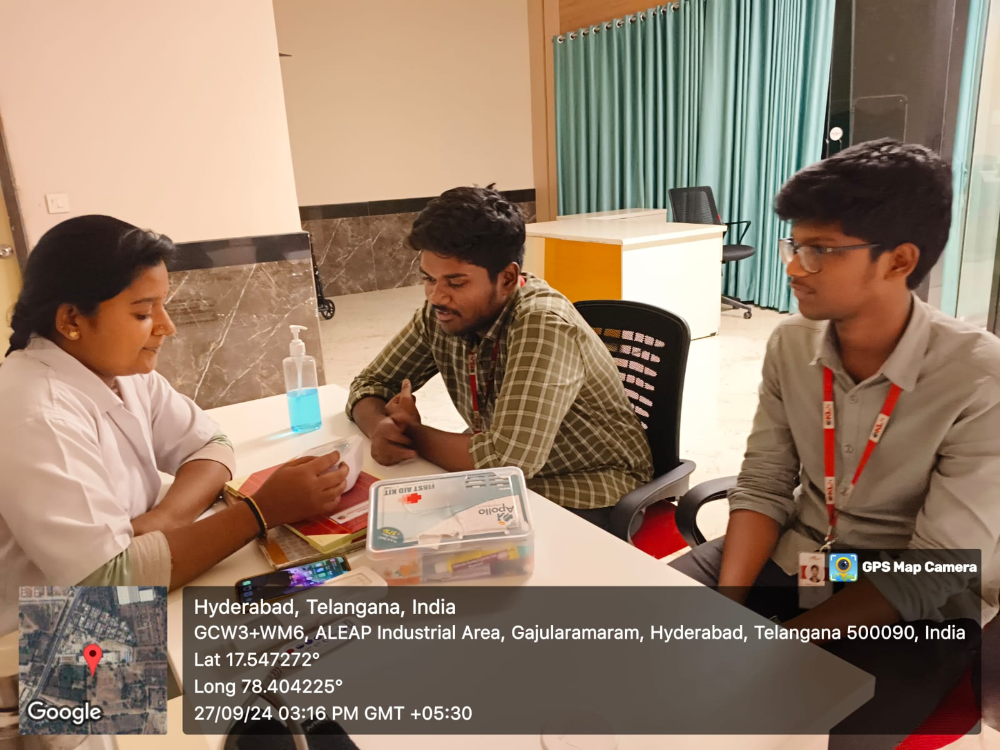 FIRST AID KIT
Apollo
GPS Map Camera
Hyderabad, Telangana, India
GCW3+WM6, ALEAP Industrial Area, Gajularamaram, Hyderabad, Telangana 500090, India
Lat 17.547272°
Long 78.404225°
27/09/24 03:16 PM GMT +05:30
Google